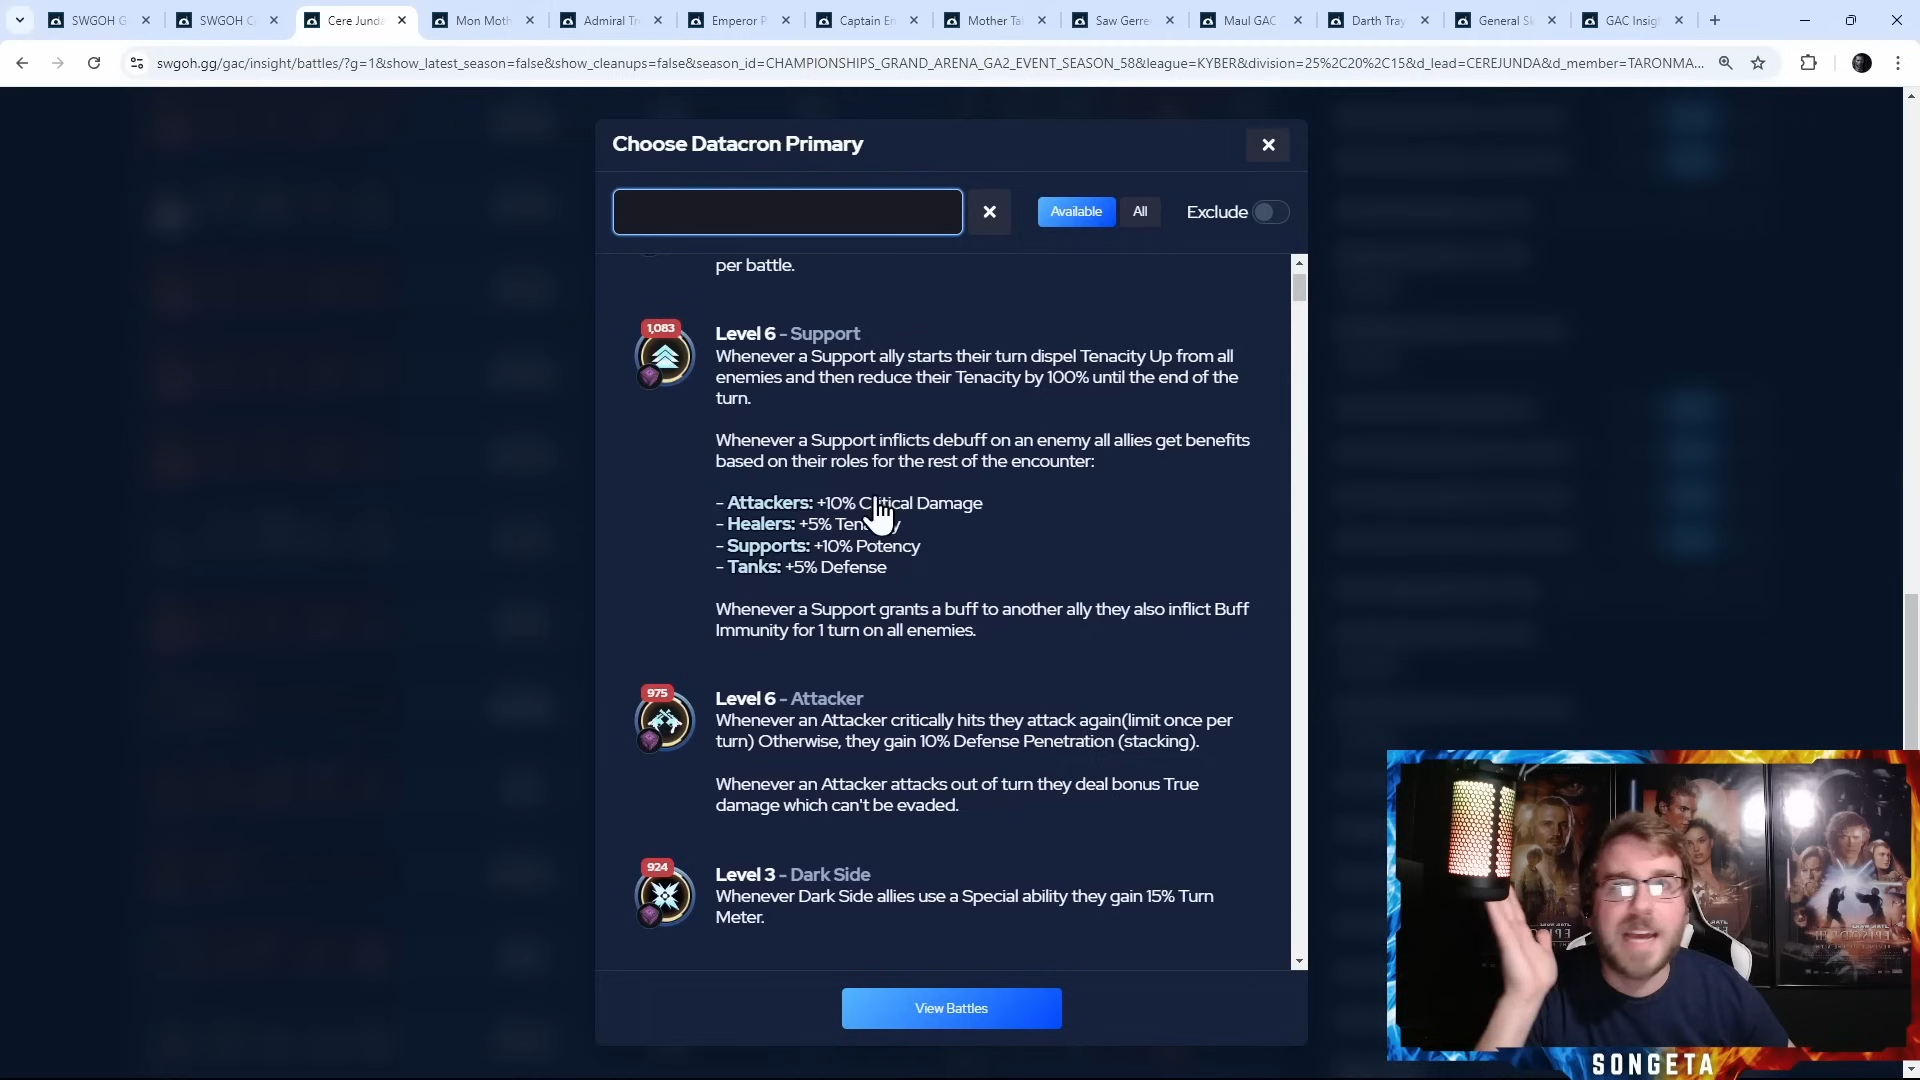 SWGOH G
SWGOH C
Cere Junda
Mon Moth
Admiral Tr
Emperor P
Captain En
Mother Ta
Saw Gerre
Maul GAC
Darth Tray
General Sk
GAC Insig
swgoh.gg/gac/insight/battles/?g=1&show_latest_season=false&show_cleanups=false&season_id=CHAMPIONSHIPS_GRAND_ARENA_GA2_EVENT_SEASON_58&league=KYBER&division=25%2C20%2C15&d_lead=CEREJUNDA&d_member=TARONMA...
Choose Datacron Primary
Available All Exclude
per battle.
1,083
Level 6 - Support
Whenever a Support ally starts their turn dispel Tenacity Up from all
enemies and then reduce their Tenacity by 100% until the end of the
turn.
Whenever a Support inflicts debuff on an enemy all allies get benefits
based on their roles for the rest of the encounter:
- Attackers: +10% Critical Damage
- Healers: +5% Tenacity
- Supports: +10% Potency
- Tanks: +5% Defense
Whenever a Support grants a buff to another ally they also inflict Buff
Immunity for 1 turn on all enemies.
975
Level 6 - Attacker
Whenever an Attacker critically hits they attack again(limit once per
turn) Otherwise, they gain 10% Defense Penetration (stacking).
Whenever an Attacker attacks out of turn they deal bonus True
damage which can't be evaded.
924
Level 3 - Dark Side
Whenever Dark Side allies use a Special ability they gain 15% Turn
Meter.
View Battles
SONGETA